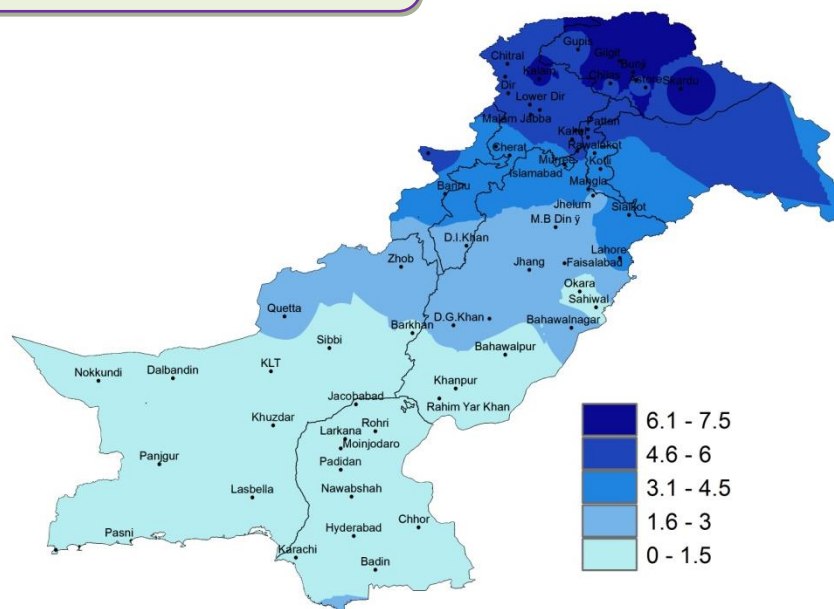 Gupis
Chitral
Gilgit
Bunji
Kalam
Chilas
Astore
Skardu
Dir
Lower Dir
Malam Jabba
Pattan
Kakul
Cherat
Rawalakot
Murree
Kotli
Islamabad
Mangla
Bannu
Jhelum
Sialkot
M.B Din ÿ
D.I.Khan
Lahore
Zhob
Jhang
Faisalabad
Okara
Sahiwal
Quetta
D.G.Khan
Bahawalnagar
Barkhan
Sibbi
Bahawalpur
KLT
Dalbandin
Nokkundi
Khanpur
Jacobabad
Rahim Yar Khan
Khuzdar
Rohri
Larkana
Moinjodaro
Panjgur
Padidan
Lasbella
Nawabshah
Chhor
Pasni
Hyderabad
Karachi
Badin
6.1 - 7.5
4.6 - 6
3.1 - 4.5
1.6 - 3
0 - 1.5